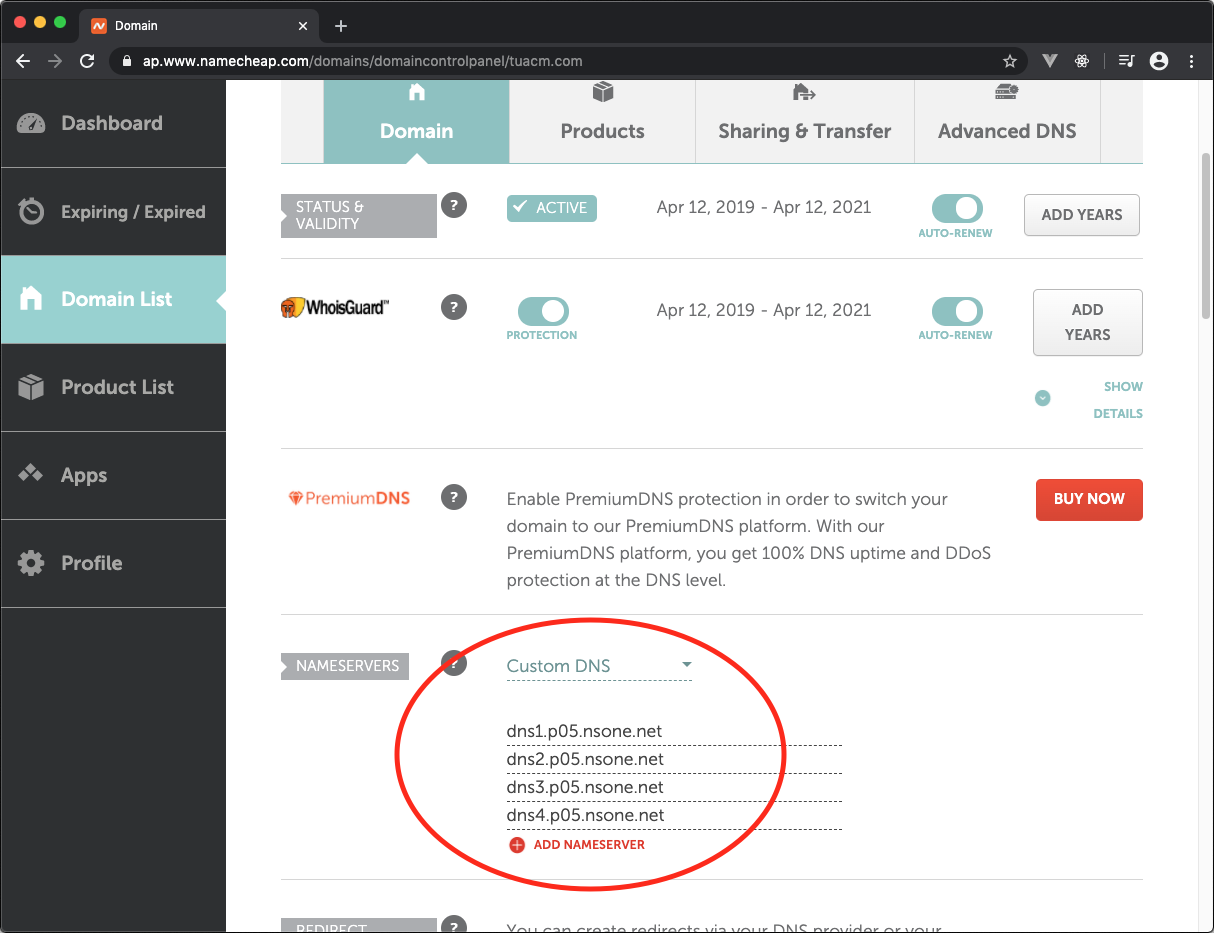 Domain
ap.www.namecheap.com/domains/domaincontrolpanel/tuacm.com
Dashboard
Expiring / Expired
Domain List
Product List
Apps
Profile
Domain
Products
Sharing & Transfer
Advanced DNS
STATUS &
VALIDITY
?
ACTIVE
Apr 12, 2019 - Apr 12, 2021
AUTO-RENEW
ADD YEARS
WhoisGuard™
?
PROTECTION
Apr 12, 2019 - Apr 12, 2021
AUTO-RENEW
ADD
YEARS
SHOW
DETAILS
PremiumDNS
?
Enable PremiumDNS protection in order to switch your
domain to our PremiumDNS platform. With our
PremiumDNS platform, you get 100% DNS uptime and DDoS
protection at the DNS level.
BUY NOW
NAMESERVERS
?
Custom DNS
dns1.p05.nsone.net
dns2.p05.nsone.net
dns3.p05.nsone.net
dns4.p05.nsone.net
ADD NAMESERVER
REDIRECT
?
You can create redirects via your DNS provider or your